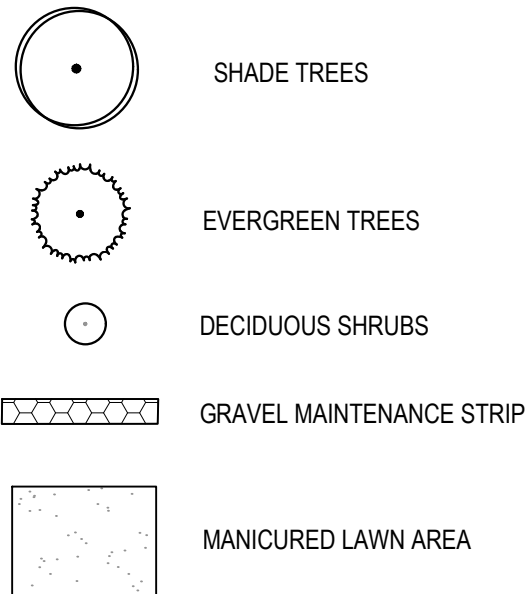 SHADE TREES
EVERGREEN TREES
DECIDUOUS SHRUBS
GRAVEL MAINTENANCE STRIP
MANICURED LAWN AREA